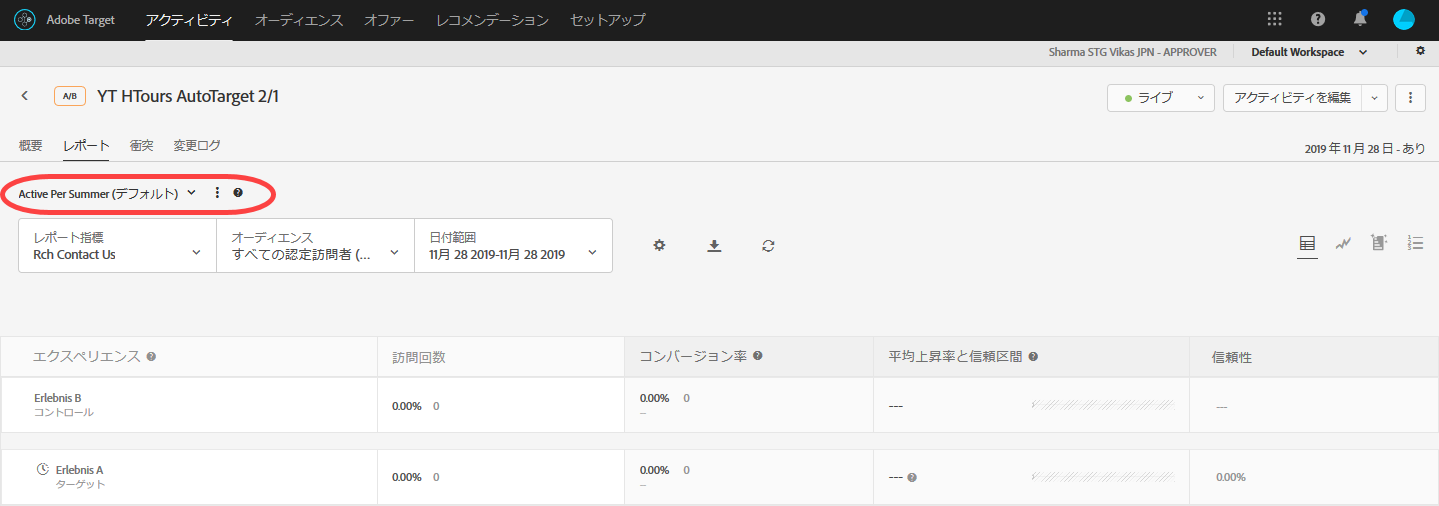 Adobe Target アクティビティ オーディエンス オファー レコメンデーション セットアップ
Sharma STG Vikas JPN - APPROVER Default Workspace
A/B YT HTours AutoTarget 2/1 ライブ アクティビティを編集
概要 レポート 衝突 変更ログ
2019 年 11 月 28 日 - あり
Active Per Summer (デフォルト)
レポート指標 オーディエンス 日付範囲
Rch Contact Us すべての認定訪問者 (... 11月 28 2019-11月 28 2019
エクスペリエンス 訪問回数 コンバージョン率 平均上昇率と信頼区間 信頼性
Erlebnis B 0.00% 0 0.00% 0 --- ---
コントロール --
Erlebnis A 0.00% 0 0.00% 0 --- 0.00%
ターゲット --